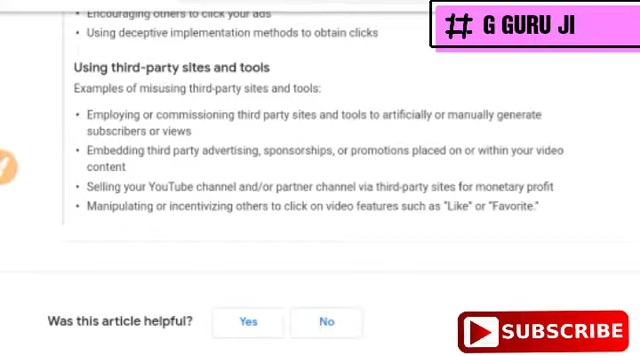 Encouraging others to click your ads
# G GURU JI
• Using deceptive implementation methods to obtain clicks
Using third-party sites and tools
Examples of misusing third-party sites and tools:
• Employing or commissioning third party sites and tools to artificially or manually generate
subscribers or views
• Embedding third party advertising, sponsorships, or promotions placed on or within your video
content
• Selling your YouTube channel and/or partner channel via third-party sites for monetary profit
• Manipulating or incentivizing others to click on video features such as "Like" or "Favorite."
Was this article helpful?
Yes
No
SUBSCRIBE